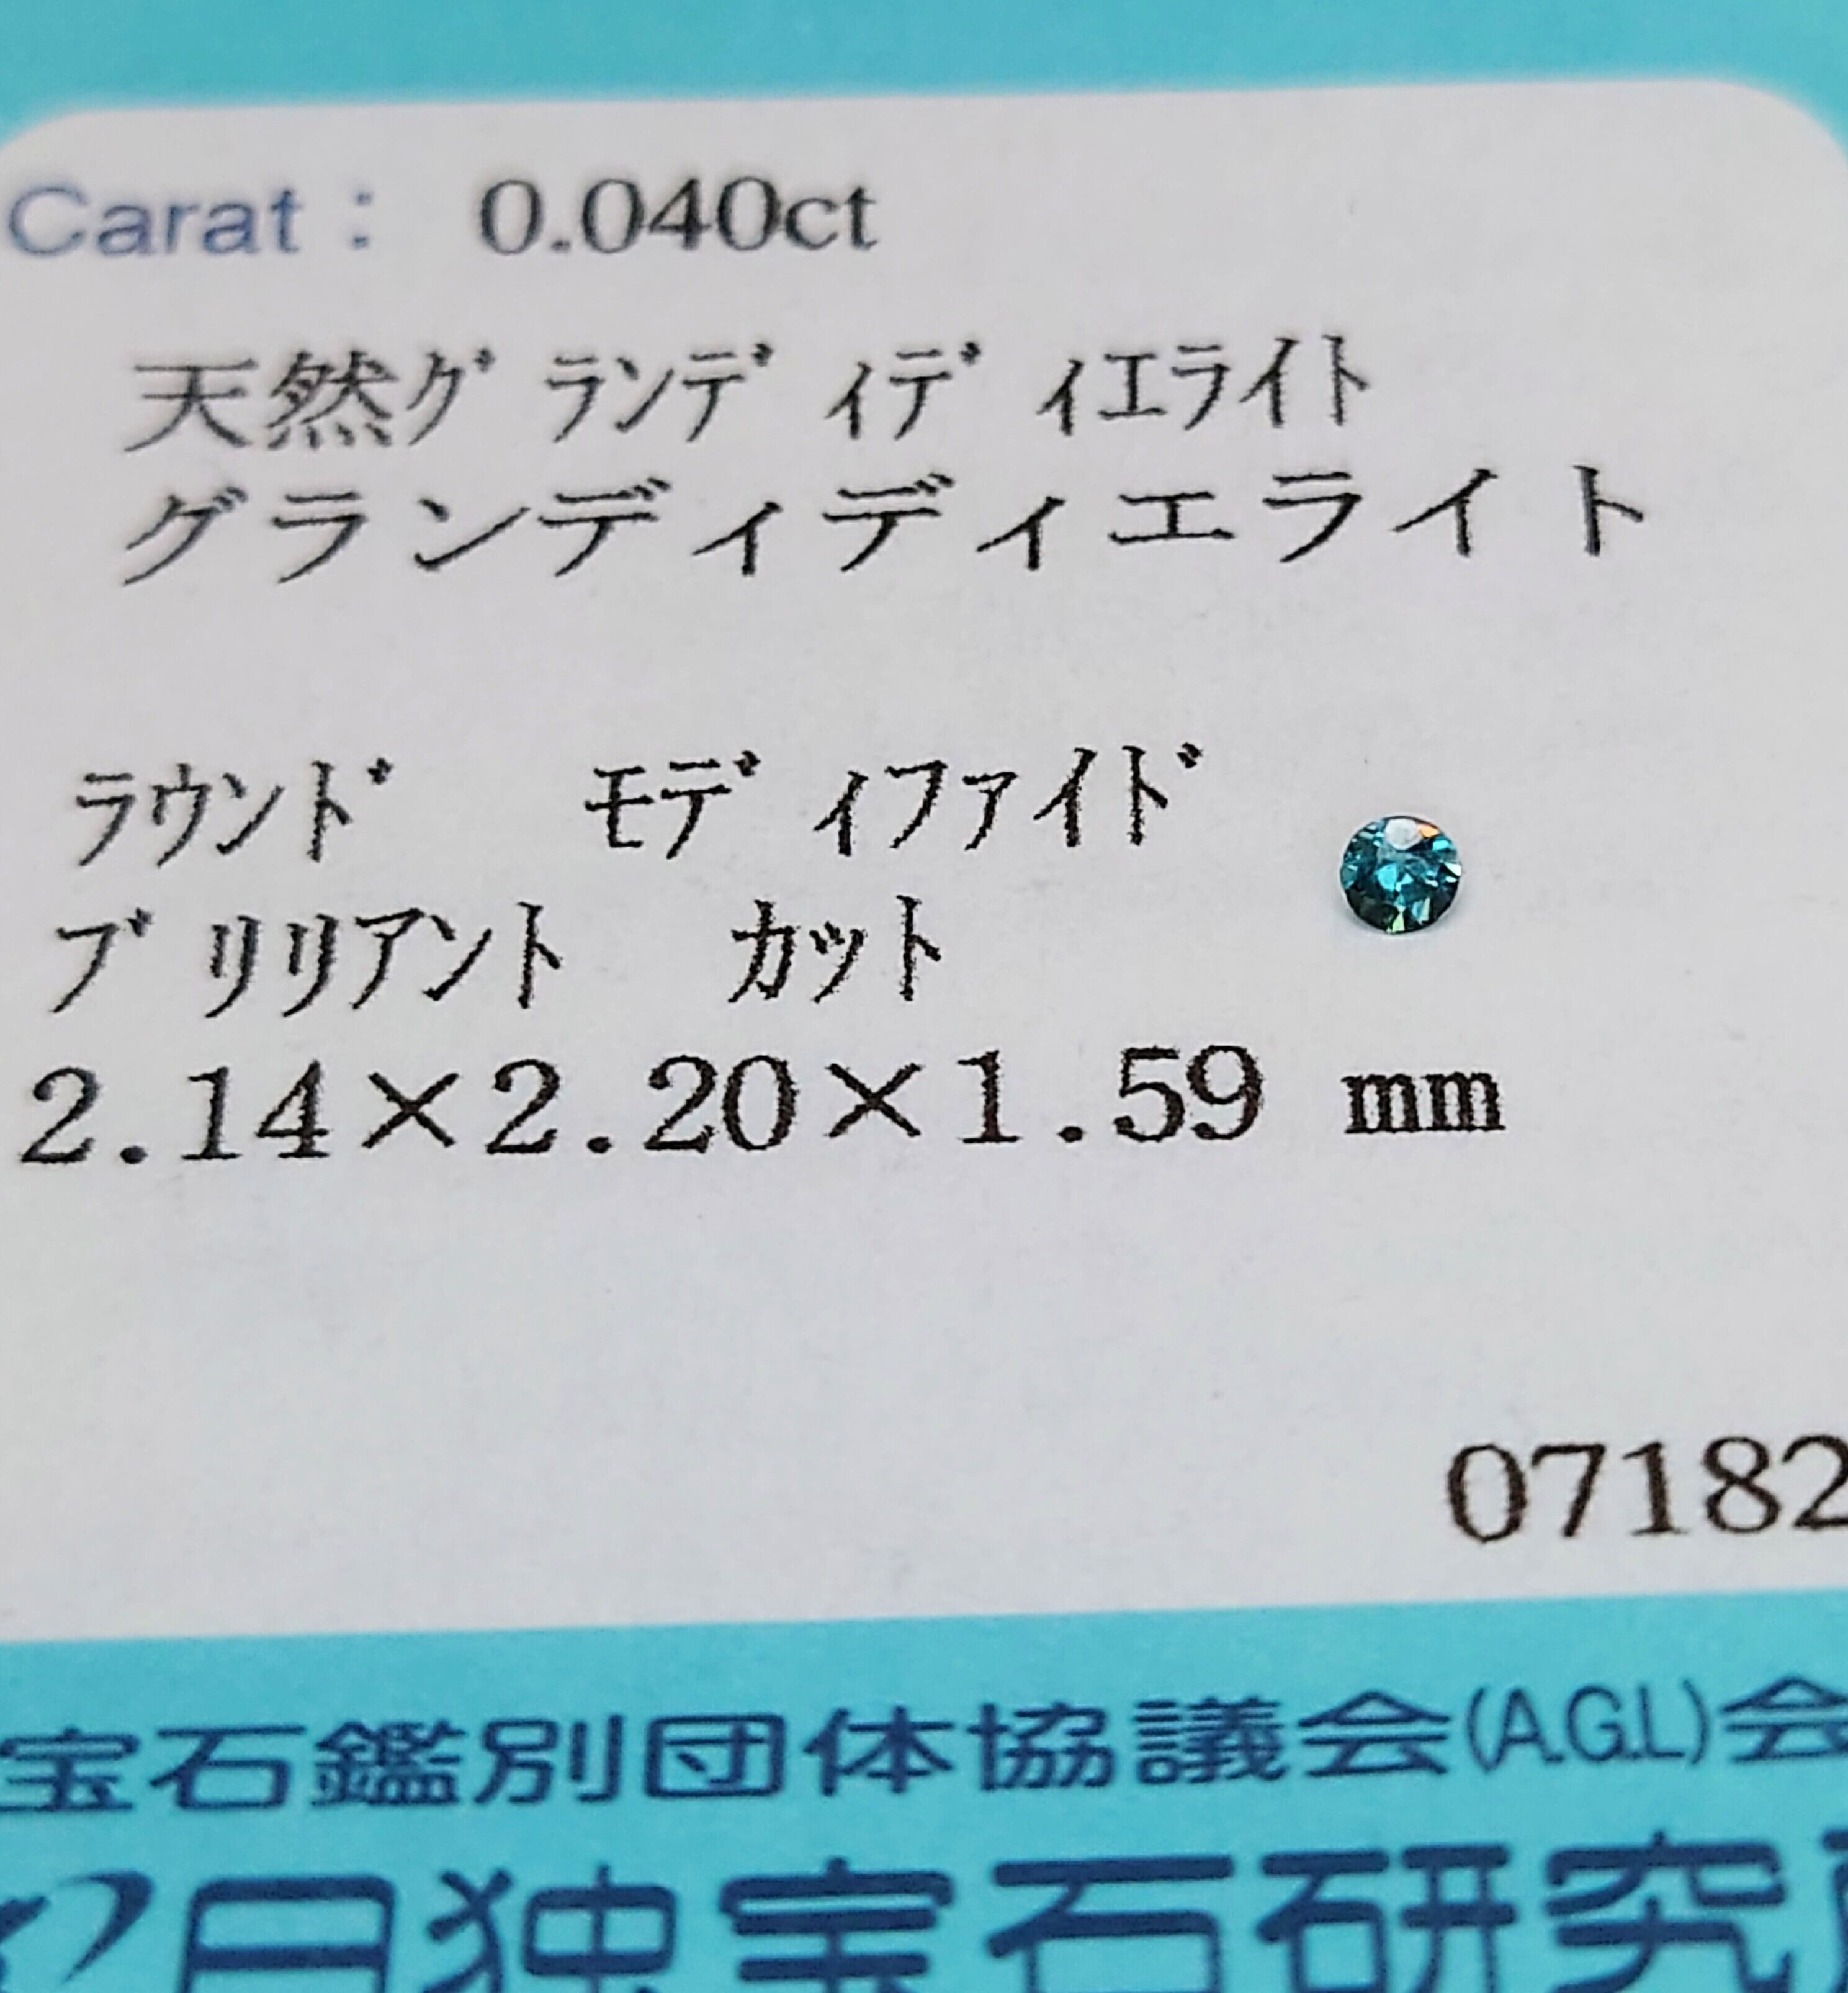 Carat : 0.040ct
天然ｸﾞﾗﾝﾃﾞｨﾃﾞｨｴﾗｲﾄ
グランディディエライト
ﾗｳﾝﾄﾞ ﾓﾃﾞｨﾌｧｲﾄﾞ
ﾌﾞﾘﾘｱﾝﾄ ｶｯﾄ
2.14×2.20×1.59 mm
07182
宝石鑑別団体協議会(A.G.L)会
日独宝石研究